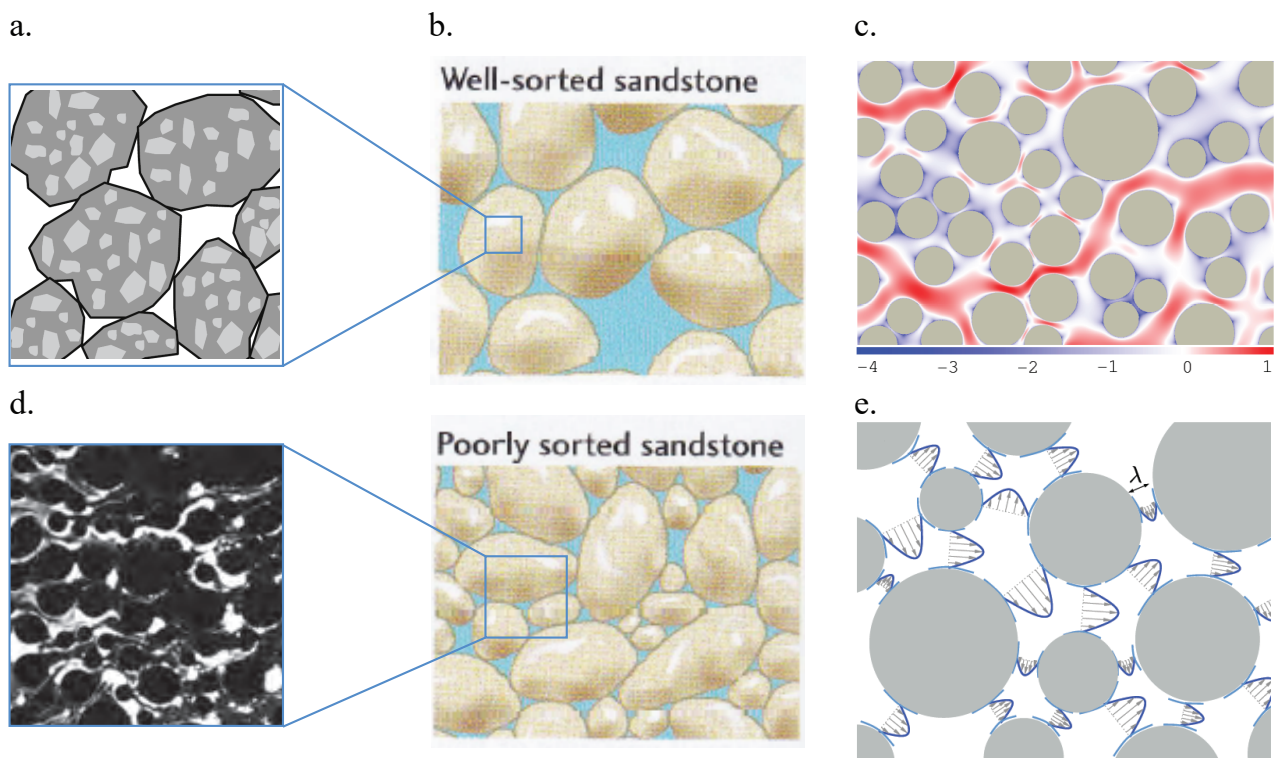 a.
b.
c.
Well-sorted sandstone
-4 -3 -2 -1 0 1
d.
e.
Poorly sorted sandstone
λ